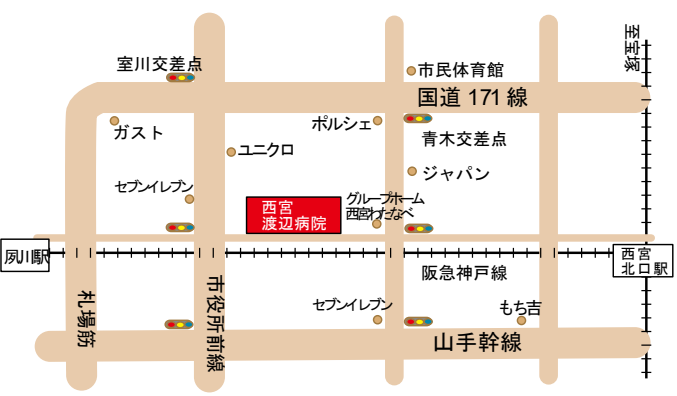 至宝塚
室川交差点
市民体育館
国道 171 線
ガスト
ポルシェ
青木交差点
ユニクロ
ジャパン
セブンイレブン
西宮
渡辺病院
グループホーム
西宮わたなべ
夙川駅
西宮
北口駅
阪急神戸線
札場筋
市役所前線
セブンイレブン
もち吉
山手幹線